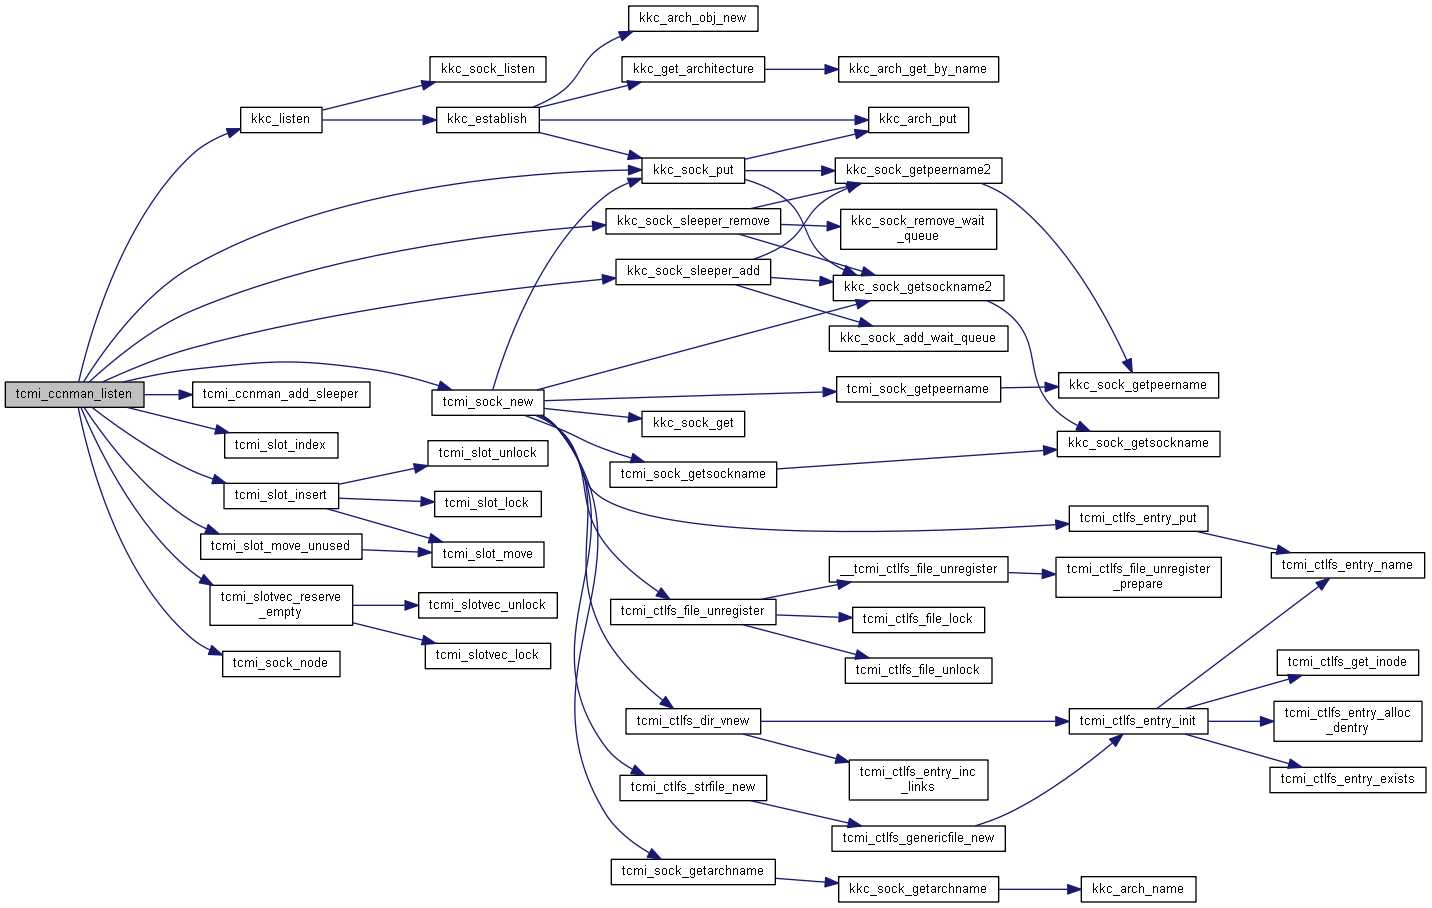 kkc_arch_obj_new
kkc_sock_listen
kkc_get_architecture
kkc_arch_get_by_name
kkc_listen
kkc_establish
kkc_arch_put
kkc_sock_put
kkc_sock_getpeername2
kkc_sock_sleeper_remove
kkc_sock_remove_wait
_queue
kkc_sock_sleeper_add
kkc_sock_getsockname2
kkc_sock_add_wait_queue
tcmi_ccnman_listen
tcmi_ccnman_add_sleeper
tcmi_sock_new
tcmi_sock_getpeername
kkc_sock_getpeername
kkc_sock_get
tcmi_slot_index
kkc_sock_getsockname
tcmi_slot_unlock
tcmi_sock_getsockname
tcmi_slot_insert
tcmi_slot_lock
tcmi_ctlfs_entry_put
tcmi_slot_move_unused
tcmi_slot_move
tcmi_ctlfs_entry_name
__tcmi_ctlfs_file_unregister
tcmi_ctlfs_file_unregister
_prepare
tcmi_slotvec_reserve
_empty
tcmi_slotvec_unlock
tcmi_ctlfs_file_unregister
tcmi_ctlfs_file_lock
tcmi_slotvec_lock
tcmi_sock_node
tcmi_ctlfs_file_unlock
tcmi_ctlfs_get_inode
tcmi_ctlfs_dir_vnew
tcmi_ctlfs_entry_init
tcmi_ctlfs_entry_alloc
_dentry
tcmi_ctlfs_entry_inc
_links
tcmi_ctlfs_entry_exists
tcmi_ctlfs_strfile_new
tcmi_ctlfs_genericfile_new
tcmi_sock_getarchname
kkc_sock_getarchname
kkc_arch_name